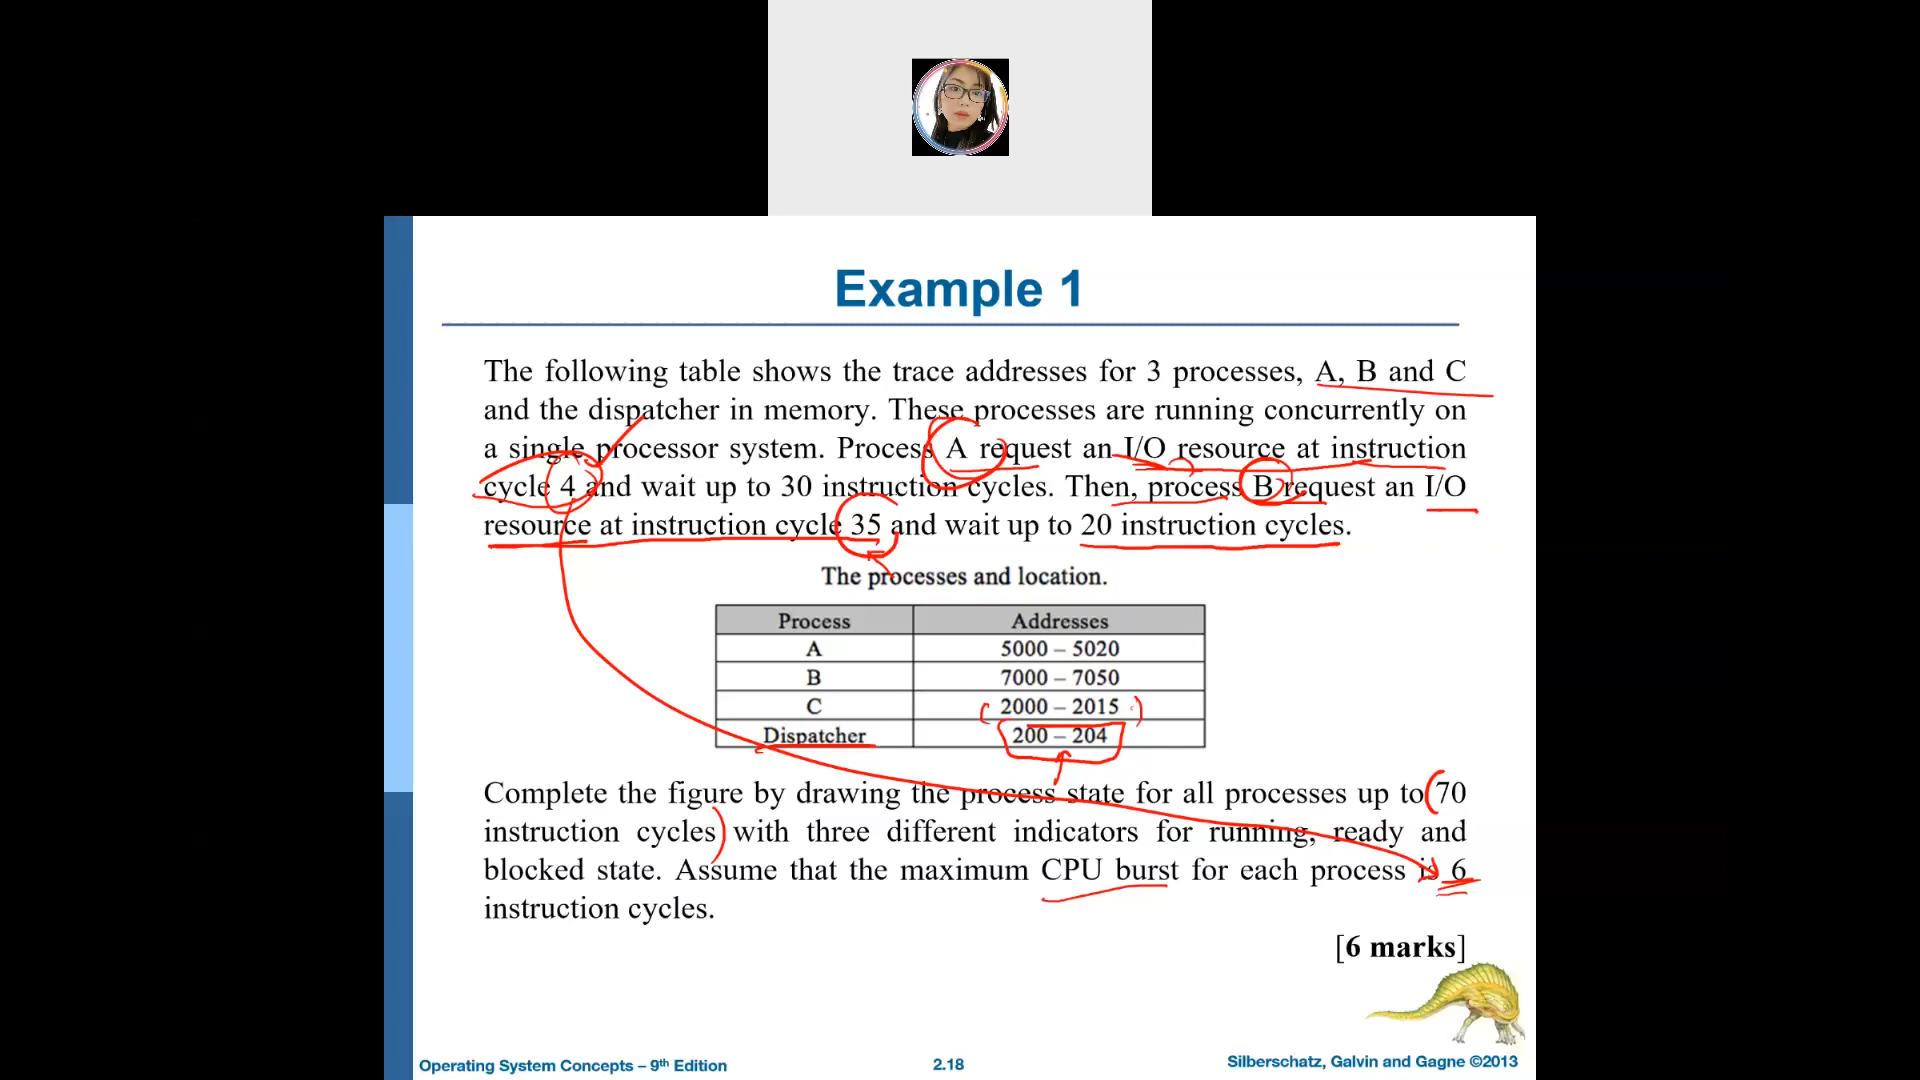 Example 1
The following table shows the trace addresses for 3 processes, A, B and C
and the dispatcher in memory. These processes are running concurrently on
a single processor system. Process A request an I/O resource at instruction
cycle 4 and wait up to 30 instruction cycles. Then, process B request an I/O
resource at instruction cycle 35 and wait up to 20 instruction cycles.
The processes and location.
Process Addresses
A 5000 – 5020
B 7000 – 7050
C 2000 – 2015
Dispatcher 200 – 204
Complete the figure by drawing the process state for all processes up to 70
instruction cycles with three different indicators for running, ready and
blocked state. Assume that the maximum CPU burst for each process is 6
instruction cycles.
[6 marks]
Operating System Concepts – 9th Edition 2.18 Silberschatz, Galvin and Gagne ©2013